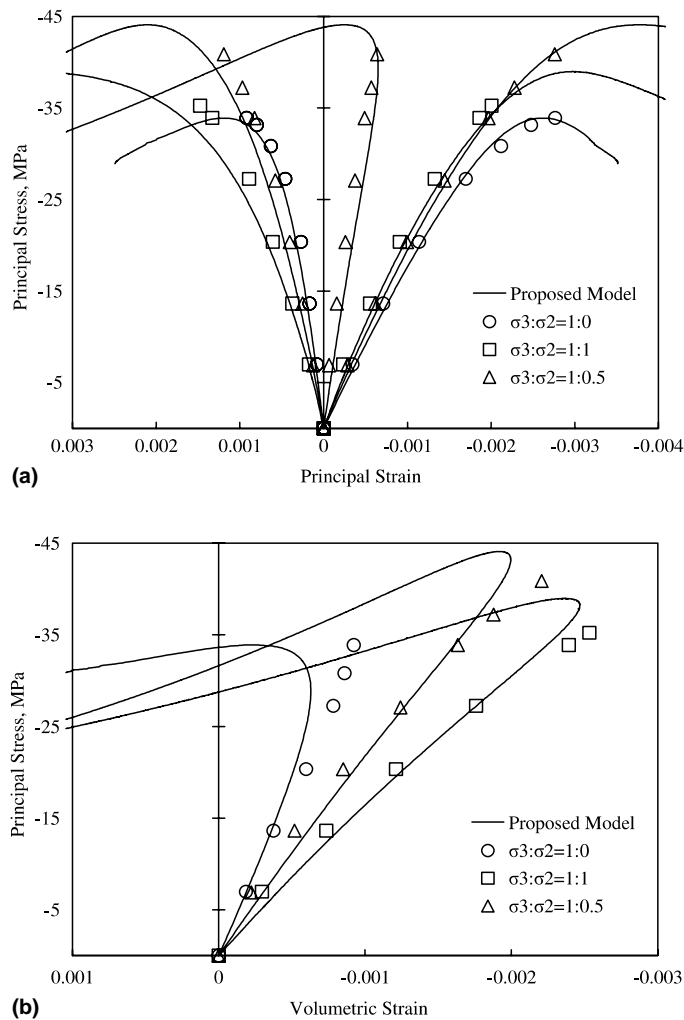 -45
-35
-25
-15
-5
Principal Stress, MPa
Proposed Model
σ3:σ2=1:0
σ3:σ2=1:1
σ3:σ2=1:0.5
0.003 0.002 0.001 0 -0.001 -0.002 -0.003 -0.004
(a)
Principal Strain
-45
-35
-25
-15
-5
Principal Stress, MPa
Proposed Model
σ3:σ2=1:0
σ3:σ2=1:1
σ3:σ2=1:0.5
0.001 0 -0.001 -0.002 -0.003
(b)
Volumetric Strain